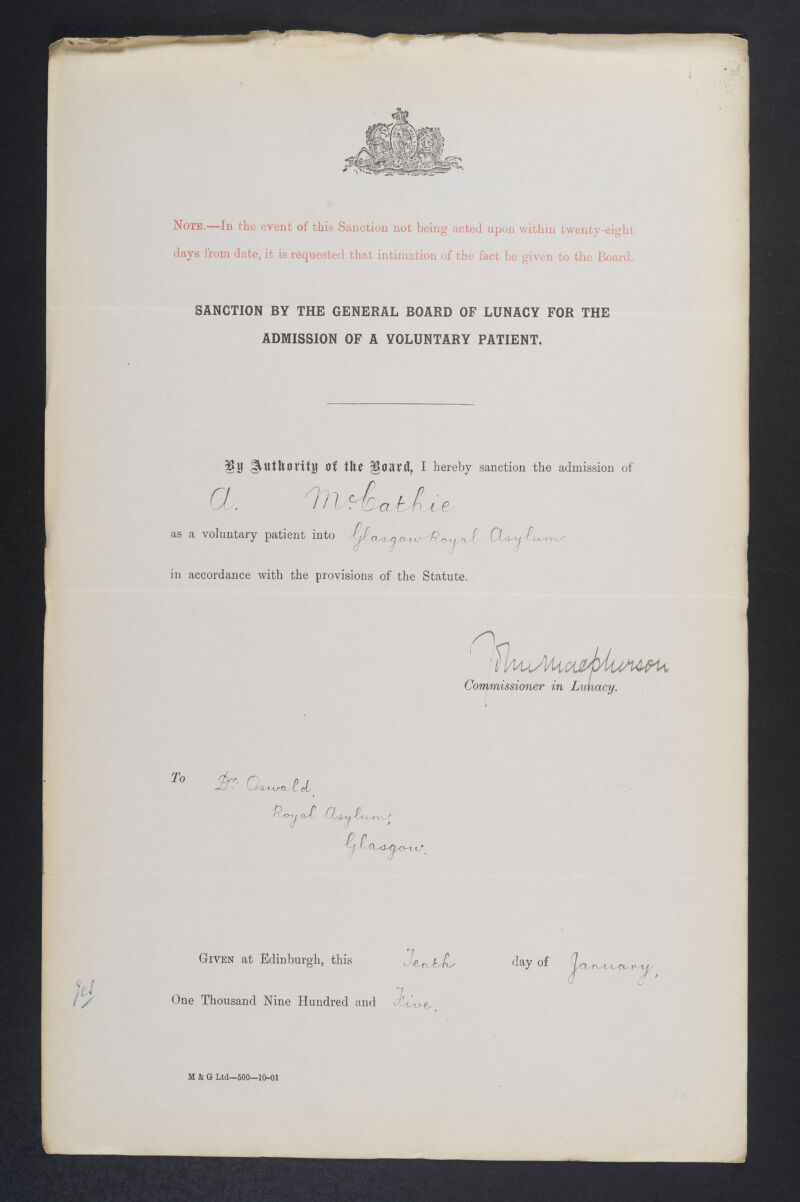 NOTE.—In the event of this Sanction not being acted upon within twenty-eight
days from date, it is requested that intimation of the fact be given to the Board.
SANCTION BY THE GENERAL BOARD OF LUNACY FOR THE
ADMISSION OF A VOLUNTARY PATIENT.
By Authority of the Board, I hereby sanction the admission of
A. McCathie
as a voluntary patient into Glasgow Royal Asylum
in accordance with the provisions of the Statute.
John Macpherson
Commissioner in Lunacy.
To Dr. Oswald,
Royal Asylum,
Glasgow.
GIVEN at Edinburgh, this Tenth day of January,
One Thousand Nine Hundred and Five.
M & G Ltd—500—10-01